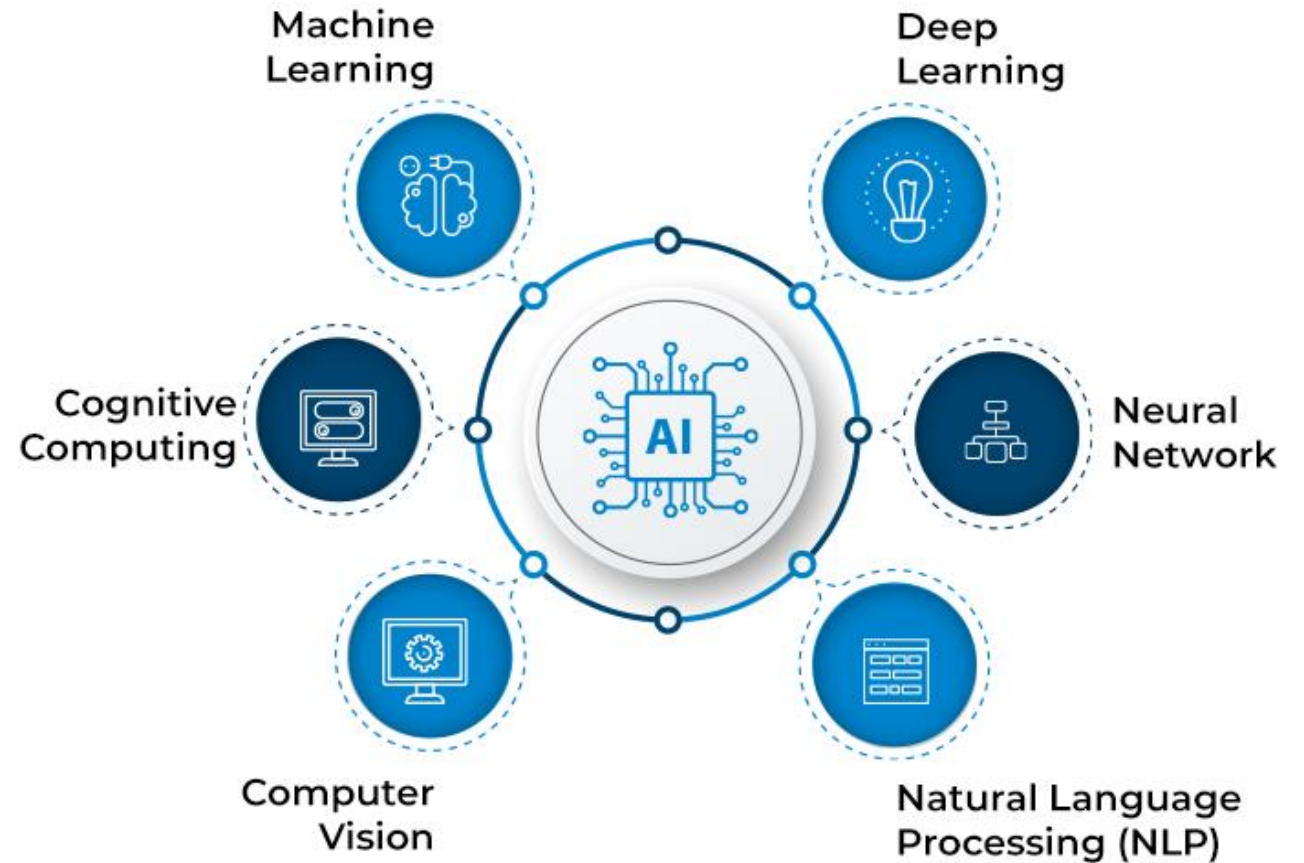 Machine
Learning
Deep
Learning
Cognitive
Computing
AI
Neural
Network
Computer
Vision
Natural Language
Processing (NLP)